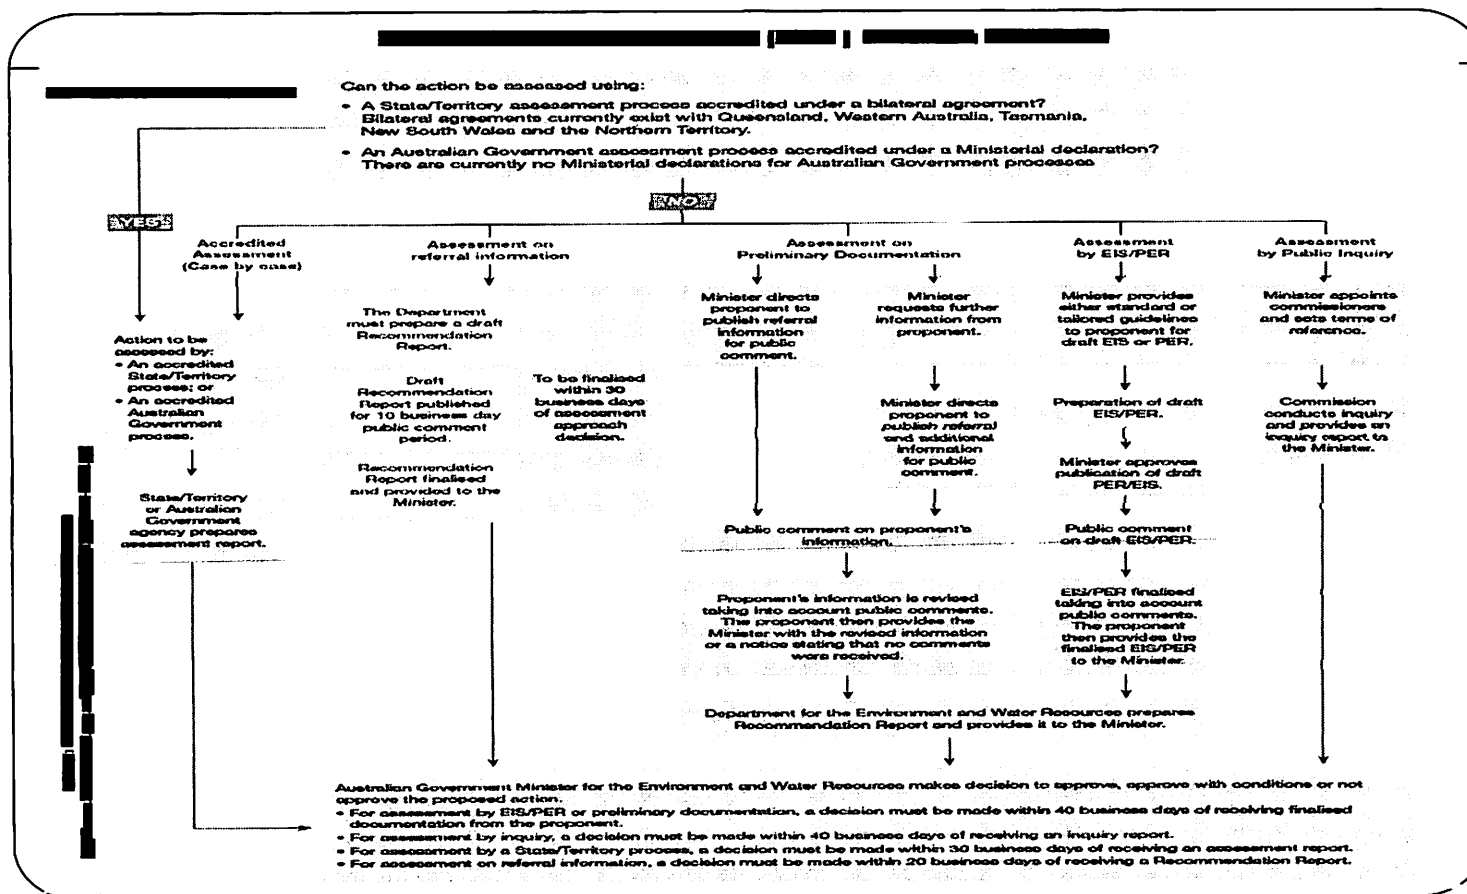 Can the action be assessed using:
• A State/Territory assessment process accredited under a bilateral agreement?
Bilateral agreements currently exist with Queensland, Western Australia, Tasmania,
New South Wales and the Northern Territory.
• An Australian Government assessment process accredited under a Ministerial declaration?
There are currently no Ministerial declarations for Australian Government processes
YES
NO
Accredited
Assessment
(Case by case)
Action to be
assessed by:
• An accredited
State/Territory
process; or
• An accredited
Australian
Government
process.
State/Territory
or Australian
Government
agency prepares
assessment report.
Assessment on
referral information
The Department
must prepare a draft
Recommendation
Report.
Draft
Recommendation
Report published
for 10 business day
public comment
period.
Recommendation
Report finalised
and provided to the
Minister.
To be finalised
within 30
business days
of assessment
approach
decision.
Assessment on
Preliminary Documentation
Minister directs
proponent to
publish referral
information
for public
comment.
Minister
requests further
information from
proponent.
Minister directs
proponent to
publish referral
and additional
information
for public
comment.
Public comment on proponent's
information.
Proponent's information is revised
taking into account public comments.
The proponent then provides the
Minister with the revised information
or a notice stating that no comments
were received.
Assessment
by EIS/PER
Minister provides
either standard or
tailored guidelines
to proponent for
draft EIS or PER.
Preparation of draft
EIS/PER.
Minister approves
publication of draft
PER/EIS.
Public comment
on draft EIS/PER.
EIS/PER finalised
taking into account
public comments.
The proponent
then provides the
finalised EIS/PER
to the Minister.
Department for the Environment and Water Resources prepares
Recommendation Report and provides it to the Minister.
Assessment
by Public Inquiry
Minister appoints
commissioners
and sets terms of
reference.
Commission
conducts inquiry
and provides an
inquiry report to
the Minister.
Australian Government Minister for the Environment and Water Resources makes decision to approve, approve with conditions or not
approve the proposed action.
• For assessment by EIS/PER or preliminary documentation, a decision must be made within 40 business days of receiving finalised
documentation from the proponent.
• For assessment by inquiry, a decision must be made within 40 business days of receiving an inquiry report.
• For assessment by a State/Territory process, a decision must be made within 30 business days of receiving an assessment report.
• For assessment on referral information, a decision must be made within 20 business days of receiving a Recommendation Report.